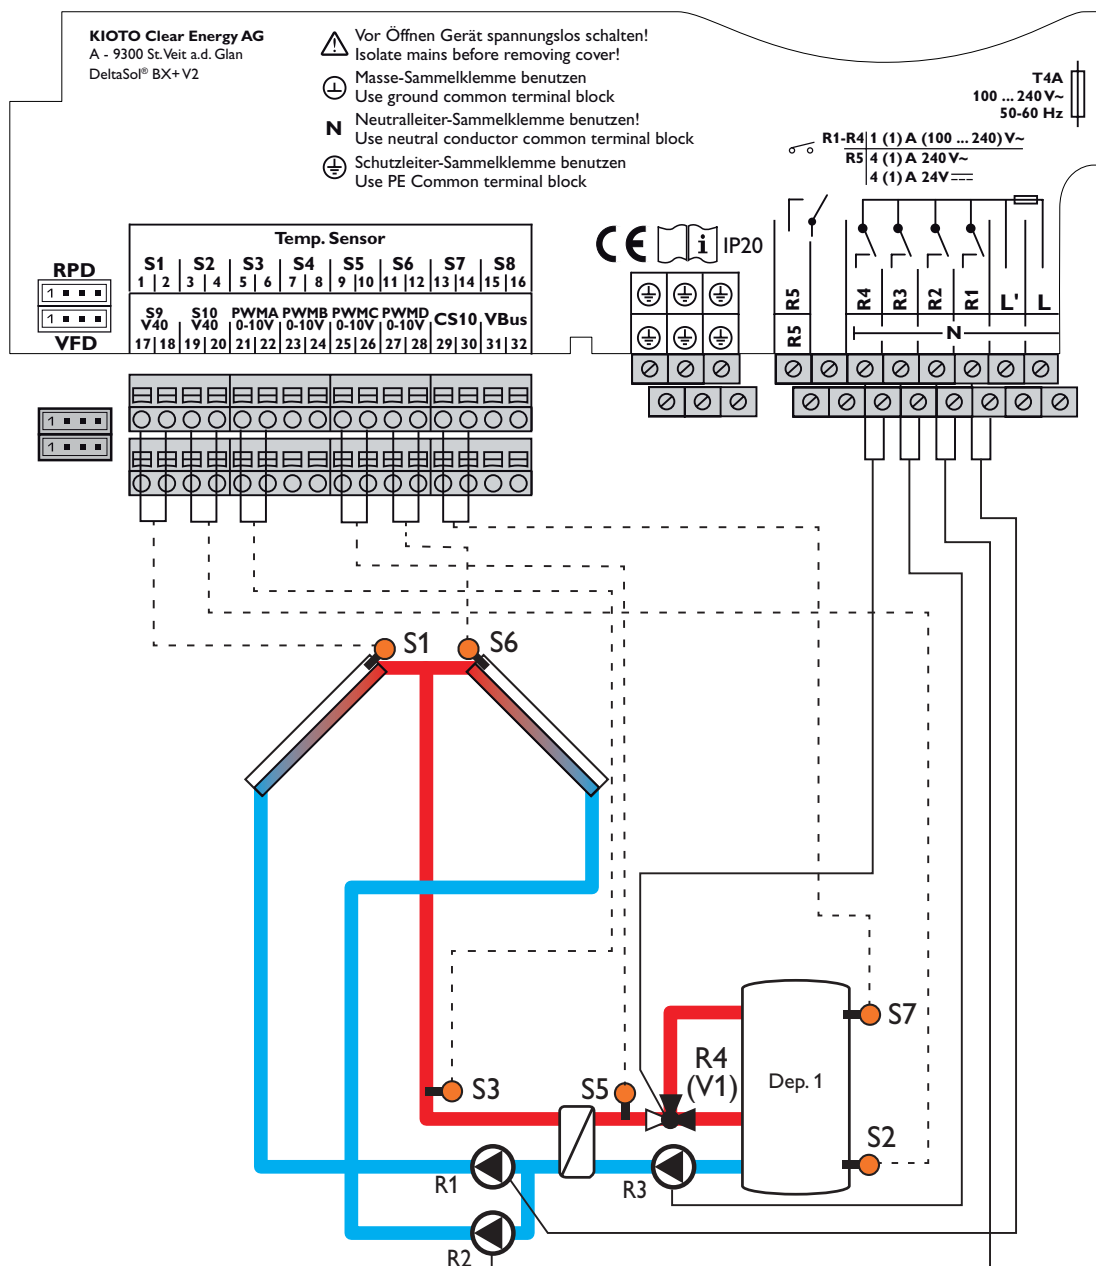 KIOTO Clear Energy AG
A - 9300 St.Veit a.d. Glan
DeltaSol® BX+ V2
Vor Öffnen Gerät spannungslos schalten!
Isolate mains before removing cover!
Masse-Sammelklemme benutzen
Use ground common terminal block
N Neutralleiter-Sammelklemme benutzen!
Use neutral conductor common terminal block
Schutzleiter-Sammelklemme benutzen
Use PE Common terminal block
T4A
100 ... 240 V~
50-60 Hz
R1-R4 1 (1) A (100 ... 240) V~
R5 4 (1) A 240 V~
4 (1) A 24V
Temp. Sensor
S1 S2 S3 S4 S5 S6 S7 S8
1 2 3 4 5 6 7 8 9 10 11 12 13 14 15 16
S9 S10 PWMA PWMB PWMC PWMD CS10 VBus
V40 V40 0-10V 0-10V 0-10V 0-10V
17 18 19 20 21 22 23 24 25 26 27 28 29 30 31 32
RPD
1
1
VFD
1
1
CE i IP20
R5 R4 R3 R2 R1 L' L
R5 N
S1 S6
S7
R4
(V1)
Dep. 1
S3 S5
S2
R1 R3
R2